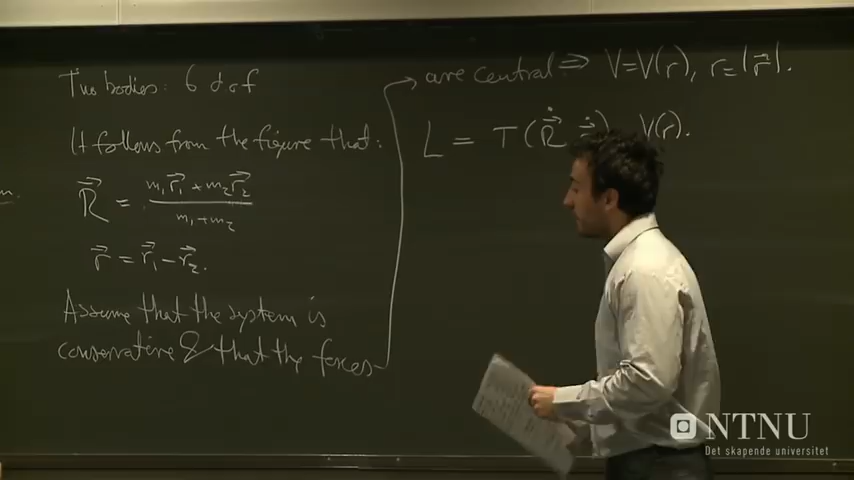 Two bodies: 6 dof
It follows from the figure that:
R⃗ = (m₁r⃗₁ + m₂r⃗₂) / (m₁+m₂)
r⃗ = r⃗₁ - r⃗₂.
Assume that the system is
conservative & that the forces
are central. ⇒ V=V(r), r=|r⃗|.
L = T(Ṙ⃗ ṙ⃗) V(r).
m.
NTNU
Det skapende universitet